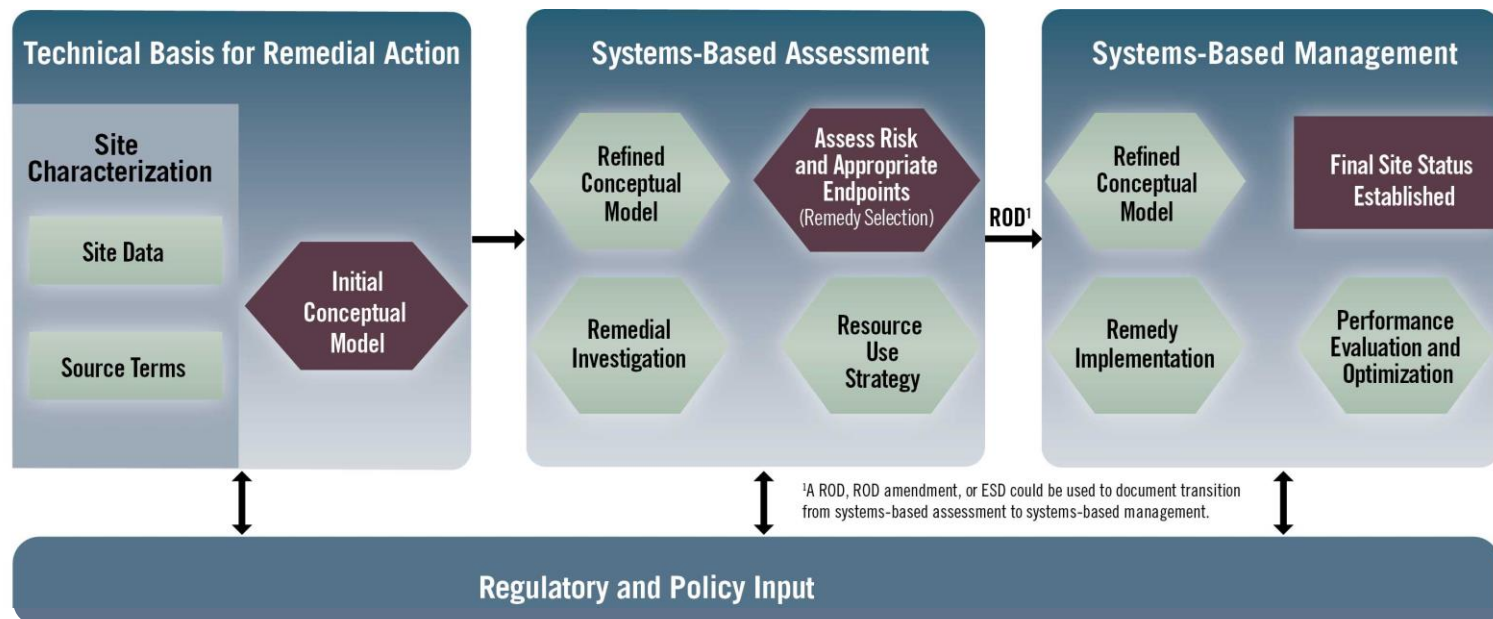 Technical Basis for Remedial Action
Site
Characterization
Site Data
Source Terms
Initial
Conceptual
Model
Systems-Based Assessment
Refined
Conceptual
Model
Assess Risk
and Appropriate
Endpoints
(Remedy Selection)
Remedial
Investigation
Resource
Use
Strategy
ROD¹
Systems-Based Management
Refined
Conceptual
Model
Final Site Status
Established
Remedy
Implementation
Performance
Evaluation and
Optimization
¹A ROD, ROD amendment, or ESD could be used to document transition
from systems-based assessment to systems-based management.
Regulatory and Policy Input